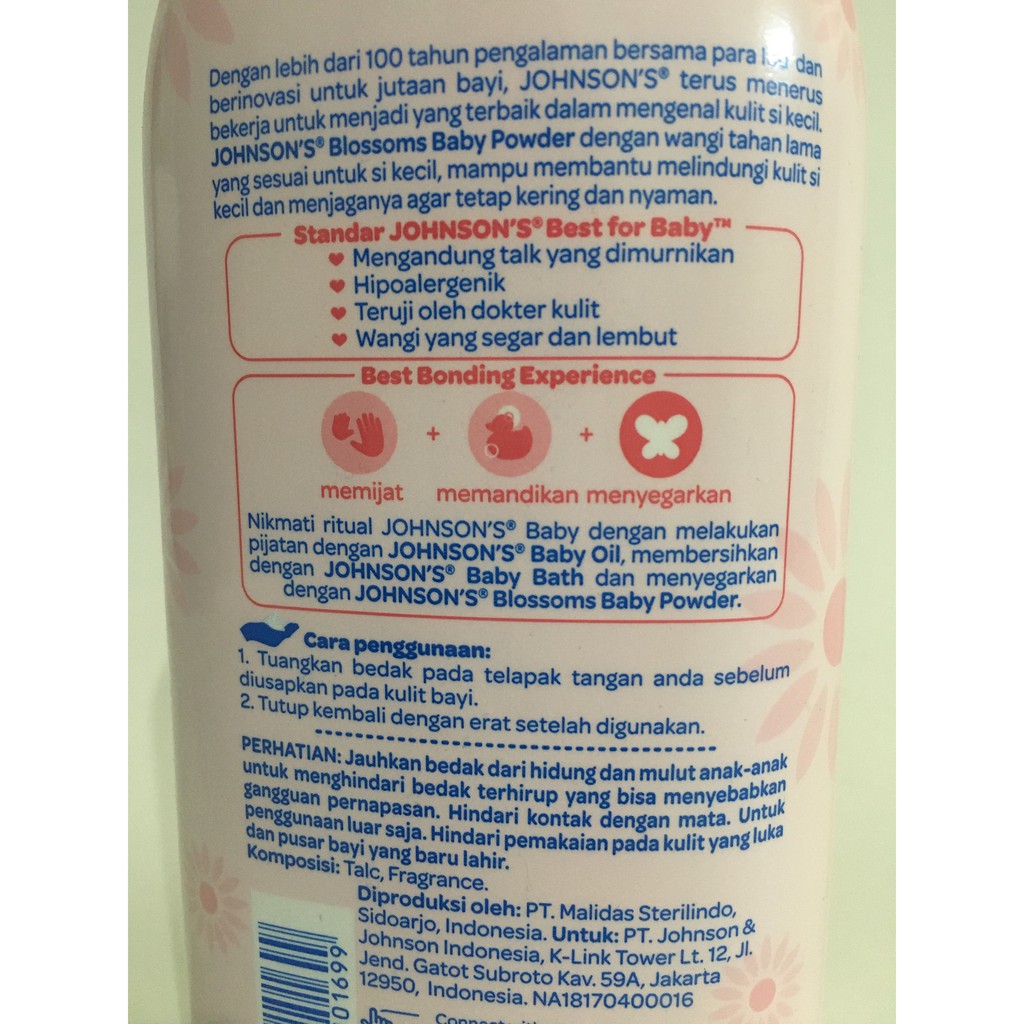 Dengan lebih dari 100 tahun pengalaman bersama para dan
berinovasi untuk jutaan bayi, JOHNSON'S® terus menerus
bekerja untuk menjadi yang terbaik dalam mengenal kulit si kecil.
JOHNSON'S® Blossoms Baby Powder dengan wangi tahan lama
yang sesuai untuk si kecil, mampu membantu melindungi kulit si
kecil dan menjaganya agar tetap kering dan nyaman.
Standar JOHNSON'S® Best for Baby™
Mengandung talk yang dimurnikan
Hipoalergenik
Teruji oleh dokter kulit
Wangi yang segar dan lembut
Best Bonding Experience
+ +
memijat memandikan menyegarkan
Nikmati ritual JOHNSON'S® Baby dengan melakukan
pijatan dengan JOHNSON'S® Baby Oil, membersihkan
dengan JOHNSON'S® Baby Bath dan menyegarkan
dengan JOHNSON'S® Blossoms Baby Powder.
Cara penggunaan:
1. Tuangkan bedak pada telapak tangan anda sebelum
diusapkan pada kulit bayi.
2. Tutup kembali dengan erat setelah digunakan.
PERHATIAN: Jauhkan bedak dari hidung dan mulut anak-anak
untuk menghindari bedak terhirup yang bisa menyebabkan
gangguan pernapasan. Hindari kontak dengan mata. Untuk
penggunaan luar saja. Hindari pemakaian pada kulit yang luka
dan pusar bayi yang baru lahir.
Komposisi: Talc, Fragrance.
Diproduksi oleh: PT. Malidas Sterilindo,
Sidoarjo, Indonesia. Untuk: PT. Johnson &
Johnson Indonesia, K-Link Tower Lt. 12, Jl.
Jend. Gatot Subroto Kav. 59A, Jakarta
12950, Indonesia. NA18170400016
01699